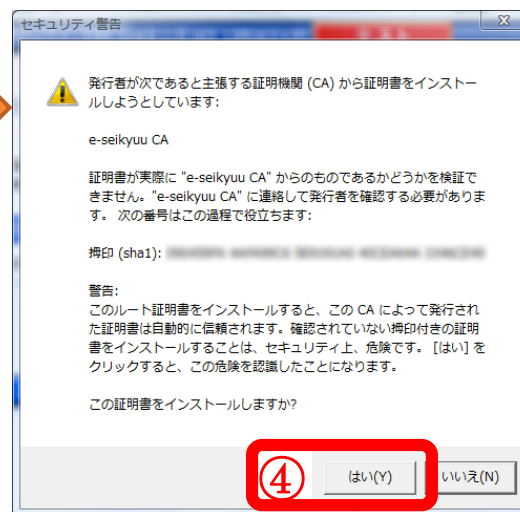 セキュリティ警告
発行者が次であると主張する証明機関 (CA) から証明書をインストー
ルしようとしています:
e-seikyuu CA
証明書が実際に "e-seikyuu CA" からのものであるかどうかを検証で
きません。"e-seikyuu CA" に連絡して発行者を確認する必要がありま
す。 次の番号はこの過程で役立ちます:
拇印 (sha1):
警告:
このルート証明書をインストールすると、この CA によって発行され
た証明書は自動的に信頼されます。確認されていない拇印付きの証明
書をインストールすることは、セキュリティ上、危険です。 [はい] を
クリックすると、この危険を認識したことになります。
この証明書をインストールしますか?
④ はい(Y) いいえ(N)